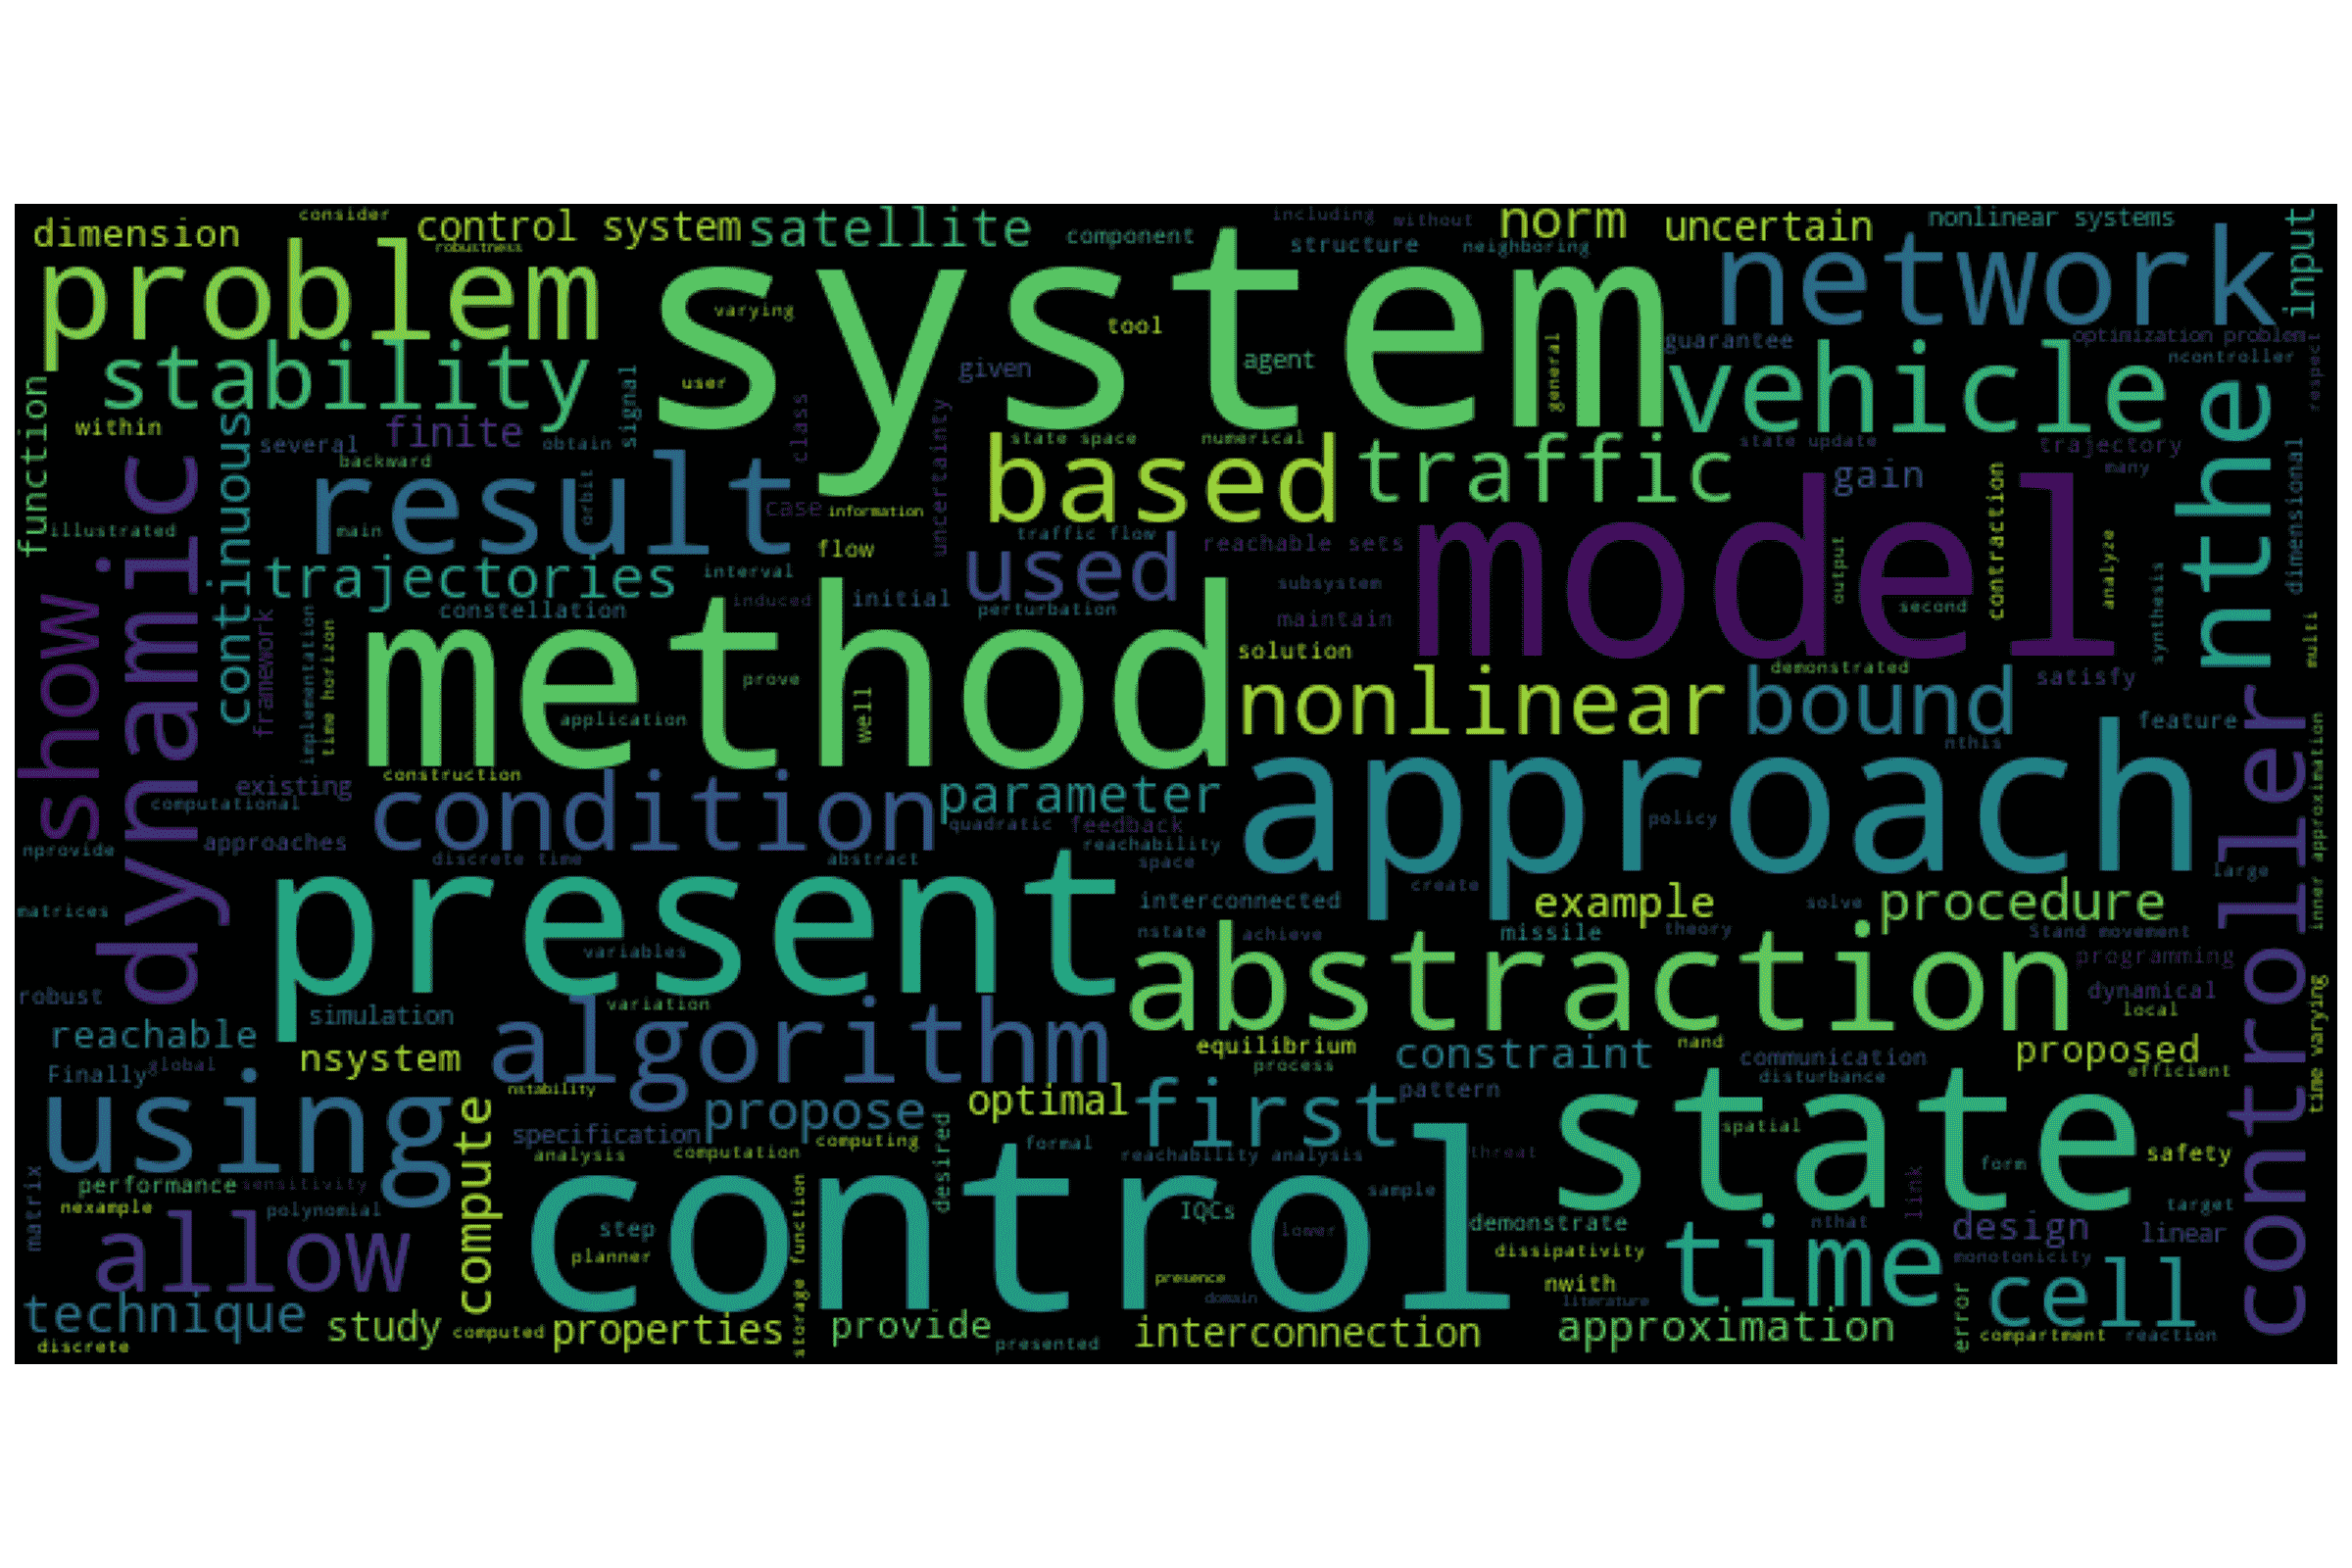 dimension
consider
control system
robustness
satellite
component
including
without
structure
neighboring
norm
uncertain
nonlinear systems
input
problem
system
network
varying
tool
agent
user
given
general
guarantee
optimization problem
ncontroller
respect
stability
vehicle
nthe
function
within
several
finite
obtain
signal
class
backward
state space
numerical
state update
trajectory
many
dynamic
continuous
result
orbit
case
information
uncertainty
based
traffic
gain
contraction
dimensional
illustrated
main
flow
traffic flow
reachable sets
model
output
analyze
second
synthesis
trajectories
interval
used
constellation
induced
initial
perturbation
subsystem
maintain
show
framework
implementation
time horizon
method
prove
application
well
solution
nonlinear
demonstrated
bound
satisfy
multi
feature
nthis
construction
existing
computational
condition
parameter
approach
policy
controller
inner approximation
nprovide
approaches
discrete time
abstract
quadratic
feedback
reachability
space
create
large
matrices
present
variables
interconnected
example
solve
procedure
nstate
achieve
missile
theory
Stand movement
abstraction
programming
robust
simulation
variation
dynamical
local
time varying
reachable
nsystem
algorithm
equilibrium
process
constraint
nand
communication
disturbance
proposed
efficient
Finally
global
nstability
using
compute
propose
optimal
first
pattern
state
spatial
specification
computing
formal
analysis
computation
desired
reachability analysis
threat
form
safety
matrix
performance
sensitivity
nexample
polynomial
control
step
planner
storage function
IQCs
sample
lower
demonstrate
link
target
allow
dissipativity
time
nthat
design
linear
monotonicity
presence
domain
nwith
literature
cell
technique
study
computed
properties
provide
presented
interconnection
approximation
error
compartment
reaction
discrete